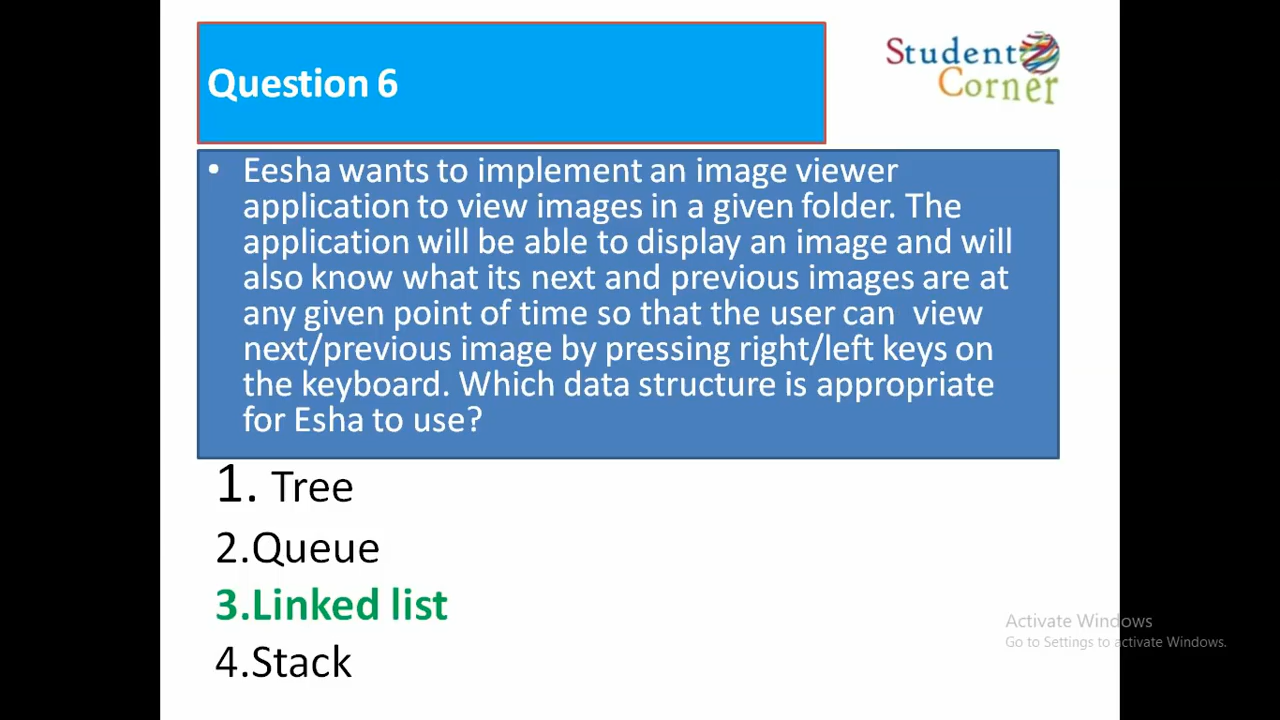 Question 6
Student
Corner
• Eesha wants to implement an image viewer
application to view images in a given folder. The
application will be able to display an image and will
also know what its next and previous images are at
any given point of time so that the user can  view
next/previous image by pressing right/left keys on
the keyboard. Which data structure is appropriate
for Esha to use?
1. Tree
2.Queue
3.Linked list
4.Stack
Activate Windows
Go to Settings to activate Windows.